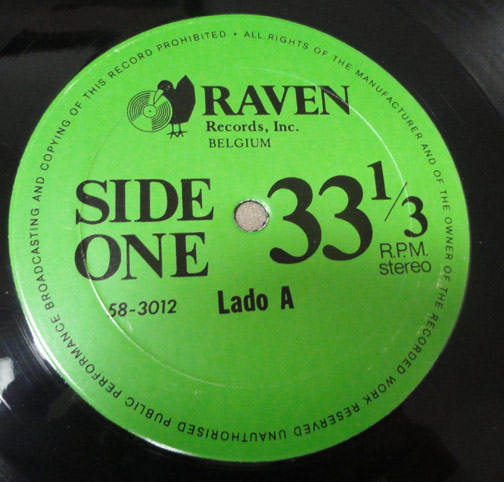 RAVEN
Records, Inc.
BELGIUM
SIDE
ONE
33 1/3
R.P.M.
stereo
58-3012
Lado A
ALL RIGHTS OF THE MANUFACTURER AND OF THE OWNER OF THE RECORDED WORK RESERVED UNAUTHORISED PUBLIC PERFORMANCE BROADCASTING AND COPYING OF THIS RECORD PROHIBITED •